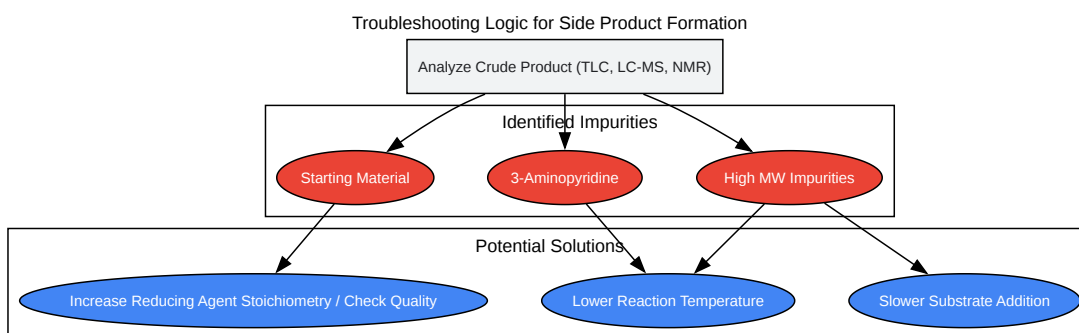 Troubleshooting Logic for Side Product Formation
Analyze Crude Product (TLC, LC-MS, NMR)
Identified Impurities
Starting Material
3-Aminopyridine
High MW Impurities
Potential Solutions
Increase Reducing Agent Stoichiometry / Check Quality
Lower Reaction Temperature
Slower Substrate Addition